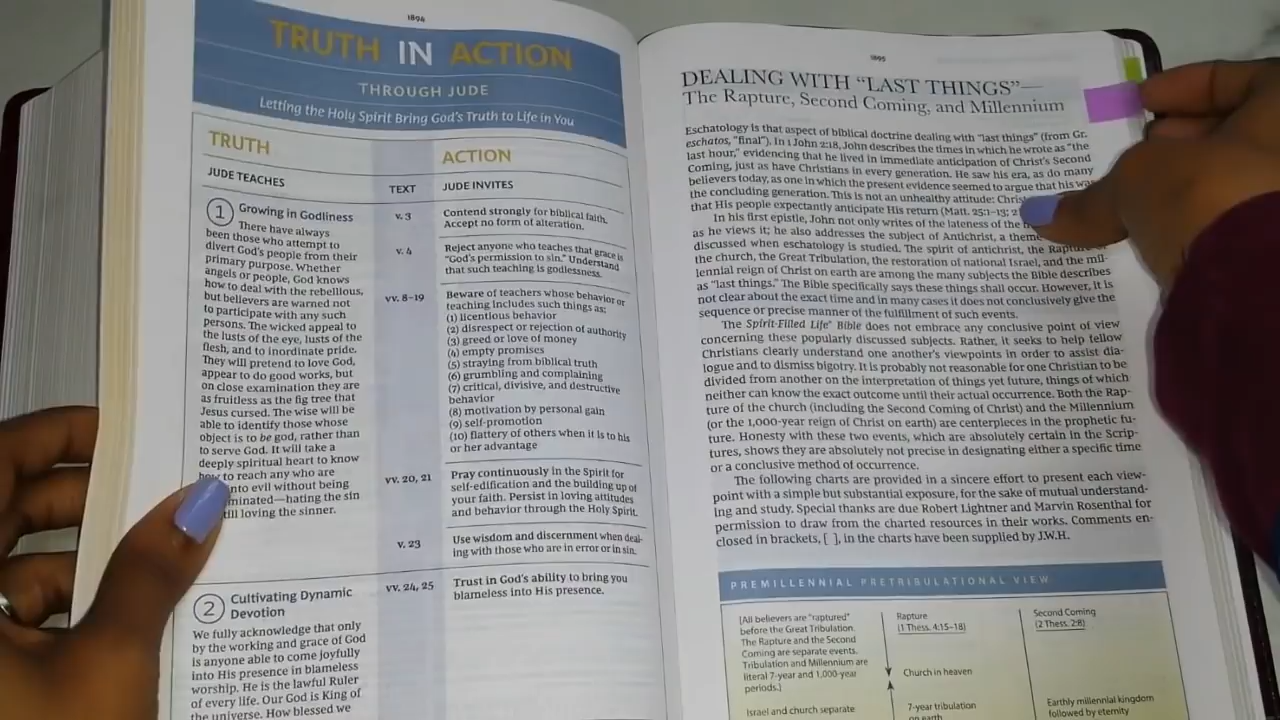 1894
TRUTH IN ACTION
THROUGH JUDE
Letting the Holy Spirit Bring God's Truth to Life in You
TRUTH
ACTION
JUDE TEACHES
TEXT
JUDE INVITES
1 Growing in Godliness
There have always
been those who attempt to
divert God's people from their
primary purpose. Whether
angels or people, God knows
how to deal with the rebellious,
but believers are warned not
to participate with any such
persons. The wicked appeal to
the lusts of the eye, lusts of the
flesh, and to inordinate pride.
They will pretend to love God,
appear to do good works, but
on close examination they are
as fruitless as the fig tree that
Jesus cursed. The wise will be
able to identify those whose
object is to be god, rather than
to serve God. It will take a
deeply spiritual heart to know
how to reach any who are
into evil without being
hating the sin
loving the sinner.
v. 3
Contend strongly for biblical faith.
Accept no form of alteration.
v. 4
Reject anyone who teaches that grace is
"God's permission to sin." Understand
that such teaching is godlessness.
vv. 8–19
Beware of teachers whose behavior or
teaching includes such things as:
(1) licentious behavior
(2) disrespect or rejection of authority
(3) greed or love of money
(4) empty promises
(5) straying from biblical truth
(6) grumbling and complaining
(7) critical, divisive, and destructive
behavior
(8) motivation by personal gain
(9) self-promotion
(10) flattery of others when it is to his
or her advantage
vv. 20, 21
Pray continuously in the Spirit for
self-edification and the building up of
your faith. Persist in loving attitudes
and behavior through the Holy Spirit.
v. 23
Use wisdom and discernment when deal-
ing with those who are in error or in sin.
2 Cultivating Dynamic
Devotion
We fully acknowledge that only
by the working and grace of God
is anyone able to come joyfully
into His presence in blameless
worship. He is the lawful Ruler
of every life. Our God is King of
the universe. How blessed we
vv. 24, 25
Trust in God's ability to bring you
blameless into His presence.
1895
DEALING WITH "LAST THINGS"—
The Rapture, Second Coming, and Millennium
Eschatology is that aspect of biblical doctrine dealing with "last things" (from Gr.
eschatos, "final"). In 1 John 2:18, John describes the times in which he wrote as "the
last hour," evidencing that he lived in immediate anticipation of Christ's Second
Coming, just as have Christians in every generation. He saw his era, as do many
believers today, as one in which the present evidence seemed to argue that his was
the concluding generation. This is not an unhealthy attitude:
that His people expectantly anticipate His return (Matt. 25:1–13;
In his first epistle, John not only writes of the lateness of the
as he views it; he also addresses the subject of Antichrist, a theme
discussed when eschatology is studied. The spirit of antichrist, the Rapture of
the church, the Great Tribulation, the restoration of national Israel, and the mil-
lennial reign of Christ on earth are among the many subjects the Bible describes
as "last things." The Bible specifically says these things shall occur. However, it is
not clear about the exact time and in many cases it does not conclusively give the
sequence or precise manner of the fulfillment of such events.
The Spirit-Filled Life® Bible does not embrace any conclusive point of view
concerning these popularly discussed subjects. Rather, it seeks to help fellow
Christians clearly understand one another's viewpoints in order to assist dia-
logue and to dismiss bigotry. It is probably not reasonable for one Christian to be
divided from another on the interpretation of things yet future, things of which
neither can know the exact outcome until their actual occurrence. Both the Rap-
ture of the church (including the Second Coming of Christ) and the Millennium
(or the 1,000-year reign of Christ on earth) are centerpieces in the prophetic fu-
ture. Honesty with these two events, which are absolutely certain in the Scrip-
tures, shows they are absolutely not precise in designating either a specific time
or a conclusive method of occurrence.
The following charts are provided in a sincere effort to present each view-
point with a simple but substantial exposure, for the sake of mutual understand-
ing and study. Special thanks are due Robert Lightner and Marvin Rosenthal for
permission to draw from the charted resources in their works. Comments en-
closed in brackets, [ ], in the charts have been supplied by J.W.H.
PREMILLENNIAL PRETRIBULATIONAL VIEW
[All believers are "raptured"
before the Great Tribulation.
The Rapture and the Second
Coming are separate events.
Tribulation and Millennium are
literal 7-year and 1,000-year
periods.]
Israel and church separate
Rapture
(1 Thess. 4:15–18)
Church in heaven
7-year tribulation
on earth
Second Coming
(2 Thess. 2:8)
Earthly millennial kingdom
followed by eternity